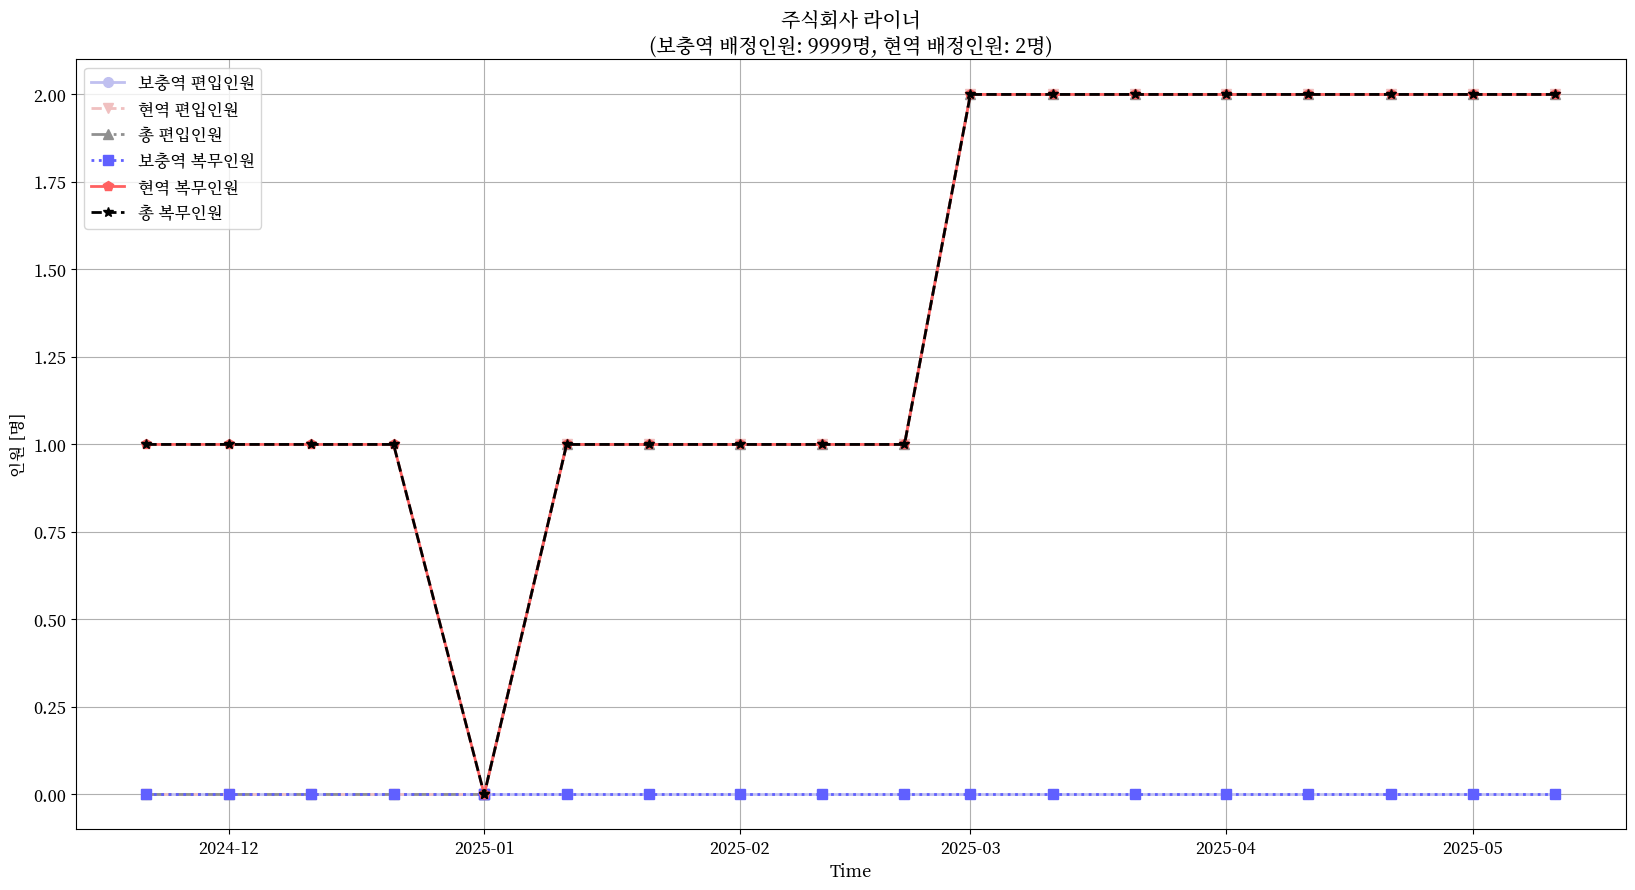 주식회사 라이너
(보충역 배정인원: 9999명, 현역 배정인원: 2명)
보충역 편입인원
현역 편입인원
총 편입인원
보충역 복무인원
현역 복무인원
총 복무인원
2.00
1.75
1.50
1.25
1.00
0.75
0.50
0.25
0.00
인원 [명]
2024-12
2025-01
2025-02
2025-03
2025-04
2025-05
Time